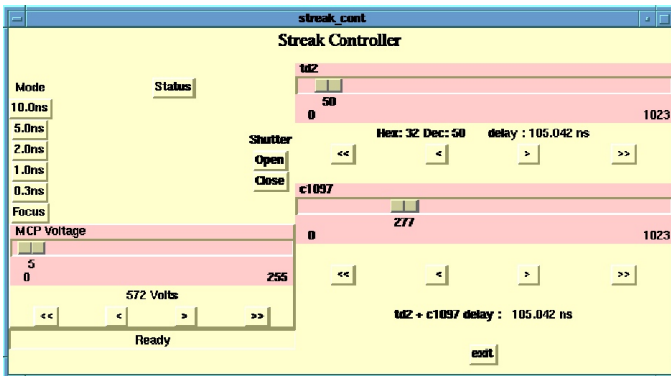 streak_cont
Streak Controller
Mode
Status
10.0ns
5.0ns
2.0ns
1.0ns
0.3ns
Focus
Shutter
Open
Close
MCP Voltage
5
0 255
572 Volts
<< < > >>
Ready
td2
50
0 1023
Hex: 32 Dec: 50 delay : 105.042 ns
<< < > >>
c1097
277
0 1023
<< < > >>
td2 + c1097 delay : 105.042 ns
exit